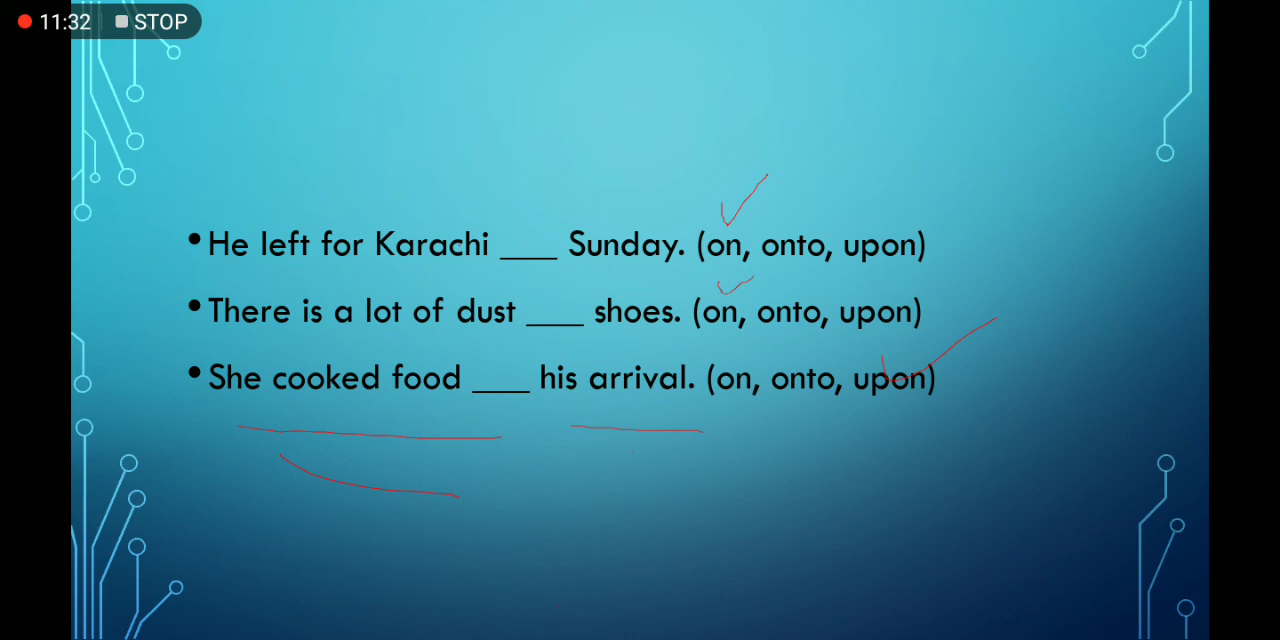 11:32 STOP
• He left for Karachi ___ Sunday. (on, onto, upon)
• There is a lot of dust ___ shoes. (on, onto, upon)
• She cooked food ___ his arrival. (on, onto, upon)